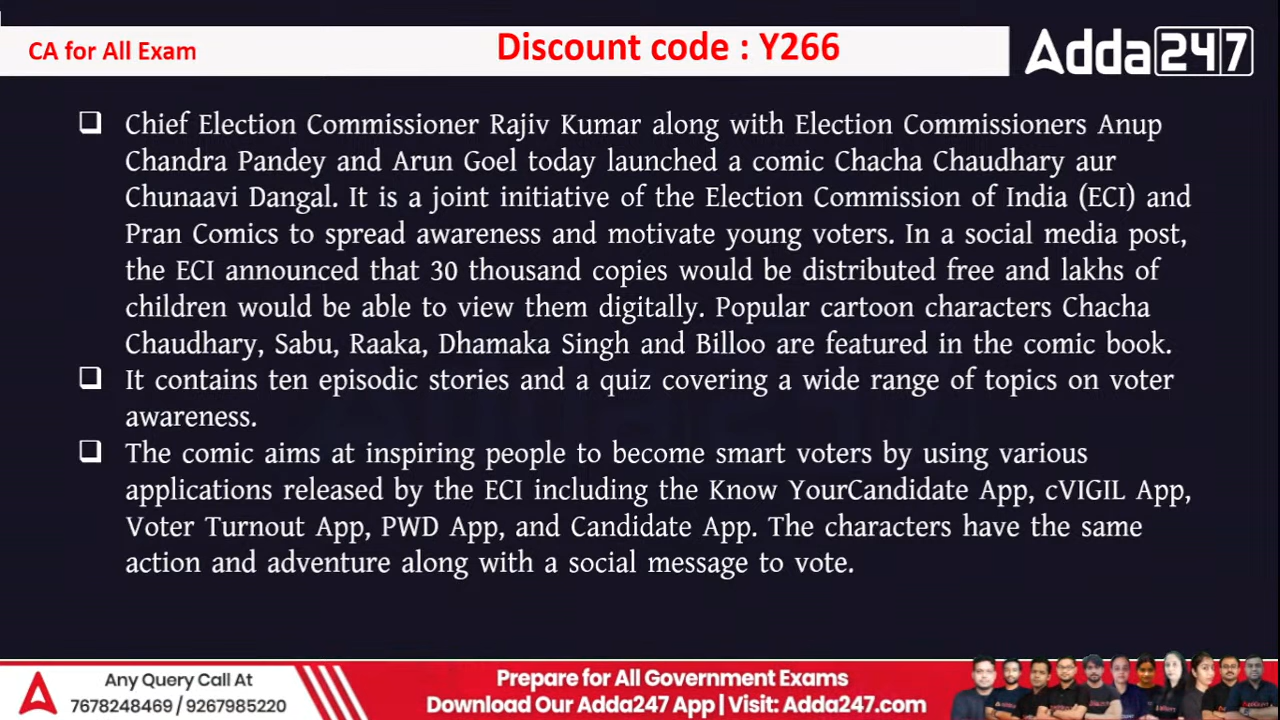 CA for All Exam
Discount code : Y266
Adda247
❑ Chief Election Commissioner Rajiv Kumar along with Election Commissioners Anup
Chandra Pandey and Arun Goel today launched a comic Chacha Chaudhary aur
Chunaavi Dangal. It is a joint initiative of the Election Commission of India (ECI) and
Pran Comics to spread awareness and motivate young voters. In a social media post,
the ECI announced that 30 thousand copies would be distributed free and lakhs of
children would be able to view them digitally. Popular cartoon characters Chacha
Chaudhary, Sabu, Raaka, Dhamaka Singh and Billoo are featured in the comic book.
❑ It contains ten episodic stories and a quiz covering a wide range of topics on voter
awareness.
❑ The comic aims at inspiring people to become smart voters by using various
applications released by the ECI including the Know YourCandidate App, cVIGIL App,
Voter Turnout App, PWD App, and Candidate App. The characters have the same
action and adventure along with a social message to vote.
Any Query Call At
7678248469 / 9267985220
Prepare for All Government Exams
Download Our Adda247 App | Visit: Adda247.com